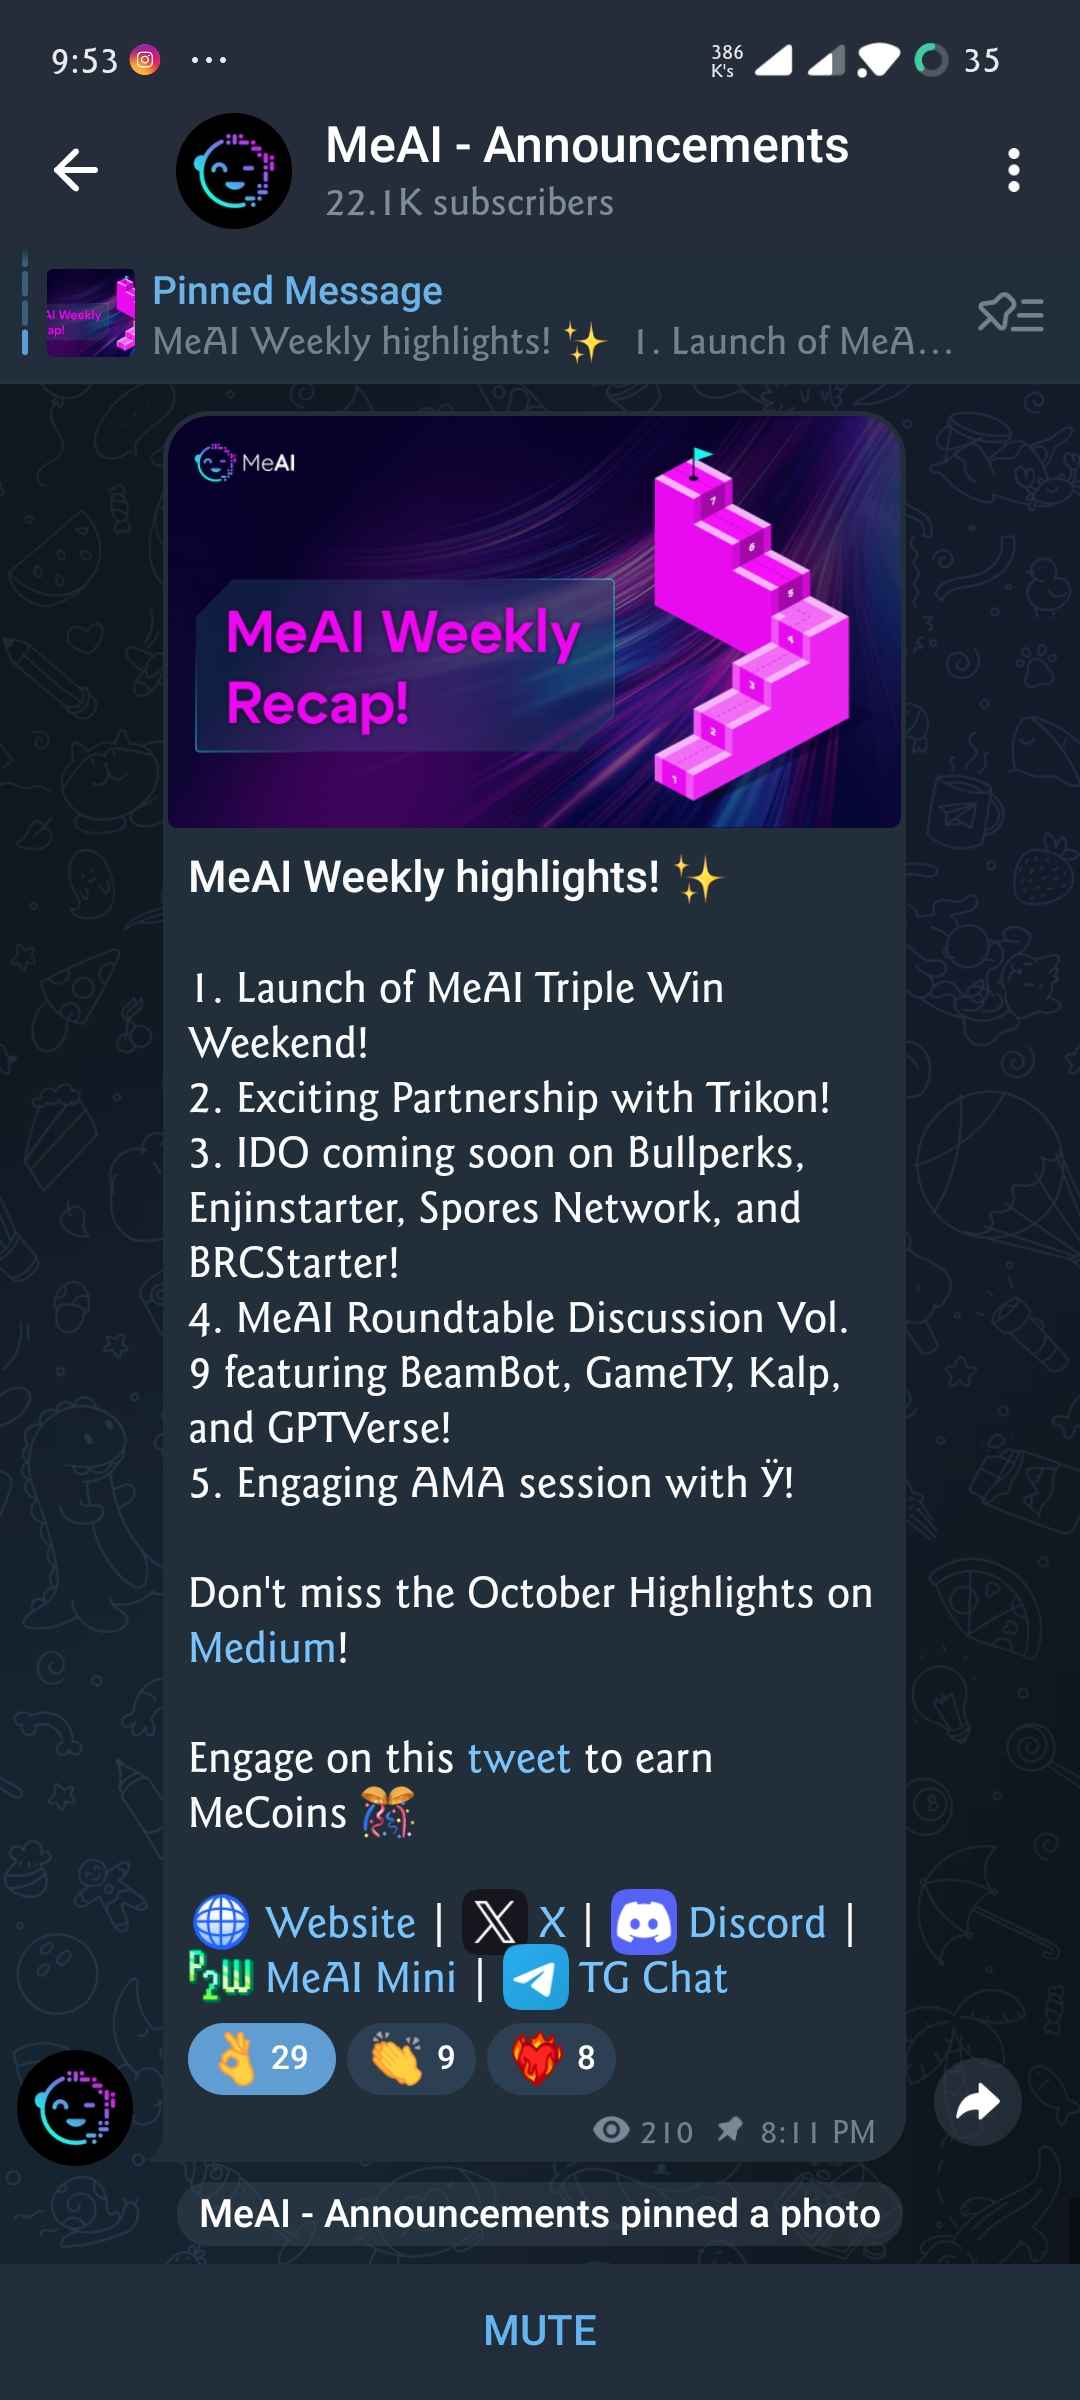 9:53 ... 386 K's 35
MeAI - Announcements
22.1K subscribers
Pinned Message
MeAI Weekly highlights! ✨ 1. Launch of MeA...
AI Weekly
ap!
MeAI
7
6
5
4
3
2
1
MeAI Weekly
Recap!
MeAI Weekly highlights! ✨
1. Launch of MeAI Triple Win
Weekend!
2. Exciting Partnership with Trikon!
3. IDO coming soon on Bullperks,
Enjinstarter, Spores Network, and
BRCStarter!
4. MeAI Roundtable Discussion Vol.
9 featuring BeamBot, GameTY, Kalp,
and GPTVerse!
5. Engaging AMA session with Ÿ!
Don't miss the October Highlights on
Medium!
Engage on this tweet to earn
MeCoins 🎊
🌐 Website | X X | Discord |
P2W MeAI Mini | TG Chat
👌 29 👏 9 ❤️‍🔥 8
210 8:11 PM
MeAI - Announcements pinned a photo
MUTE